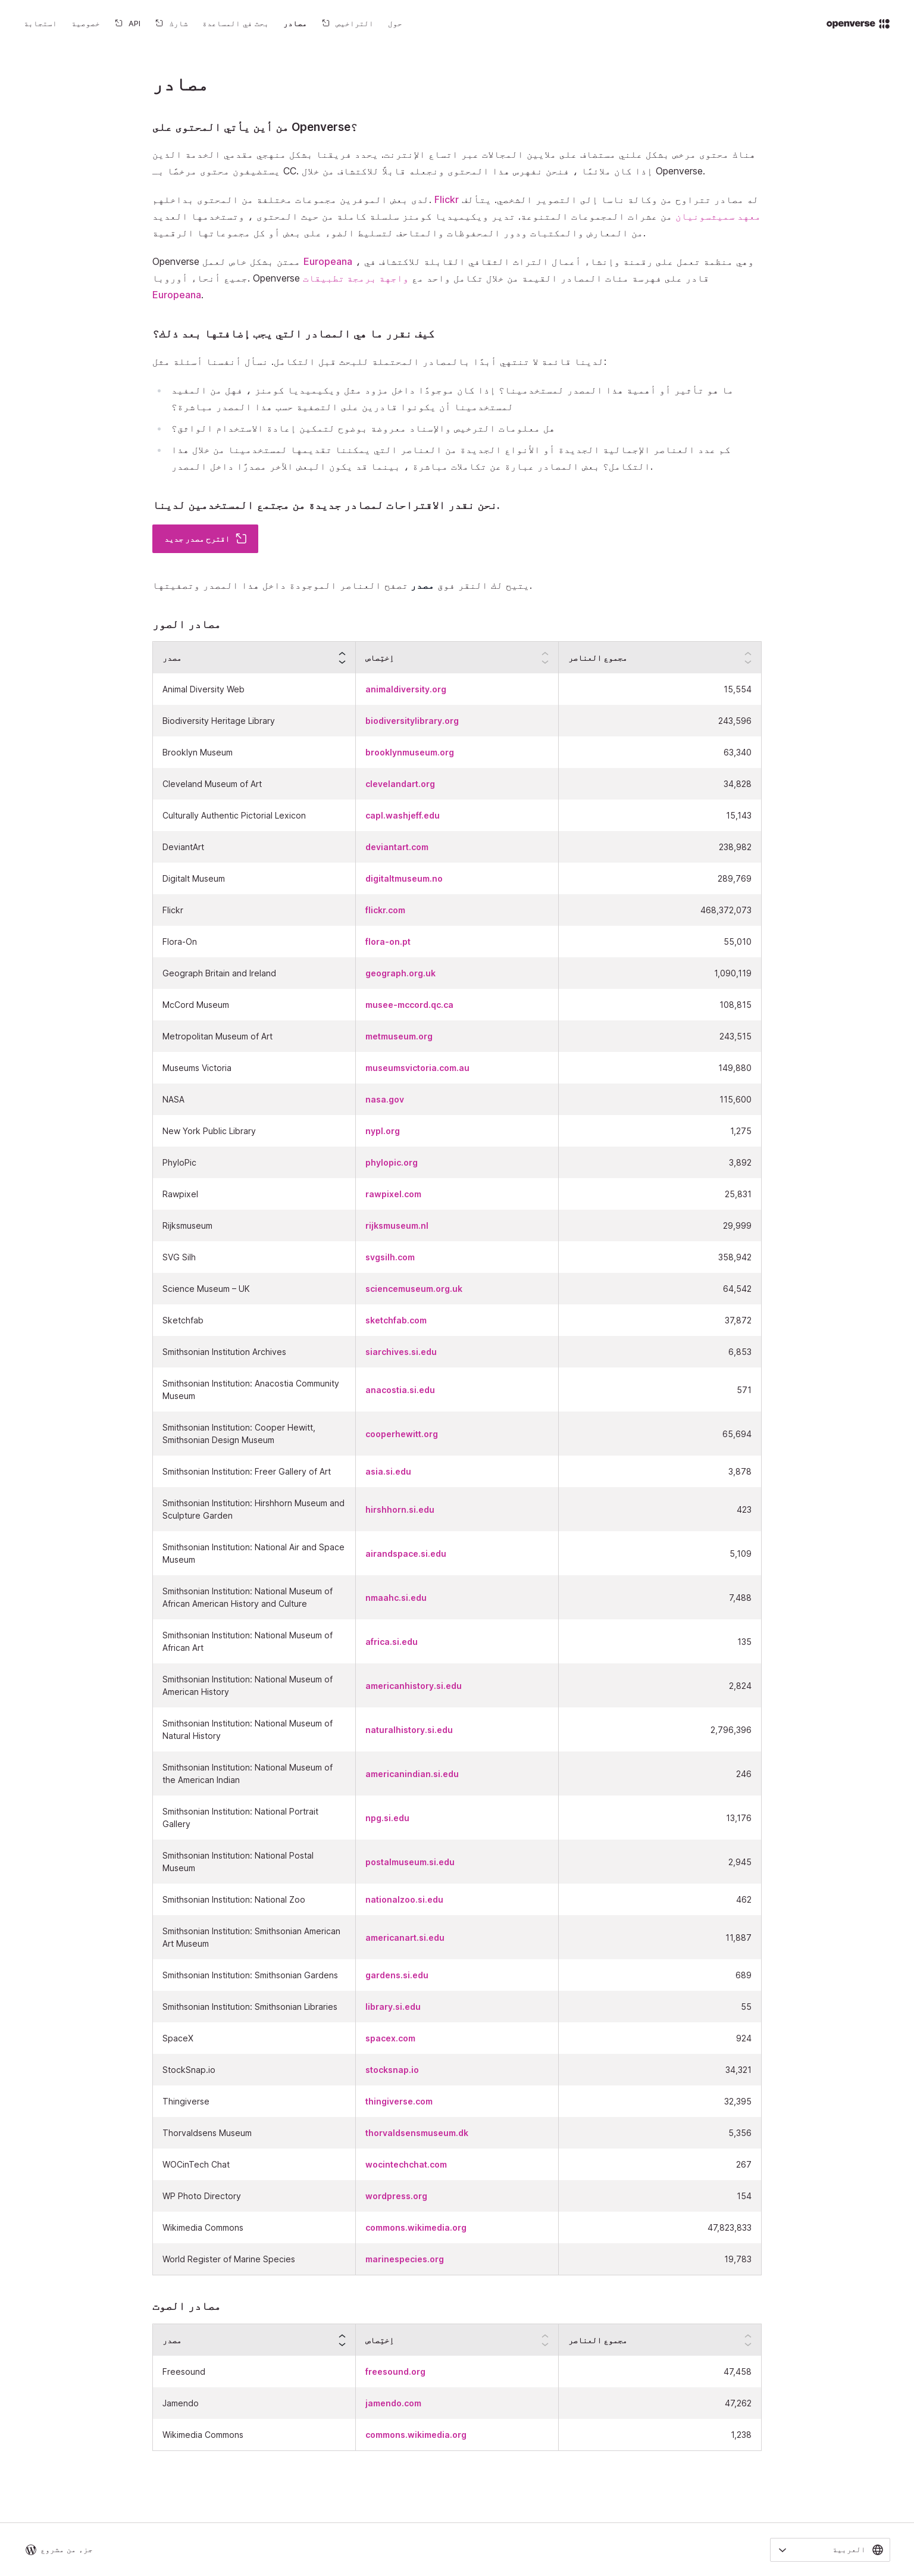 openverse
حول
التراخيص
مصادر
بحث في المساعدة
شارك
API
خصوصية
استجابة
مصادر
من أين يأتي المحتوى على Openverse؟
هناك محتوى مرخص بشكل علني مستضاف على ملايين المجالات عبر اتساع الإنترنت. يحدد فريقنا بشكل منهجي مقدمي الخدمة الذين
يستضيفون محتوى مرخصًا بـ CC. إذا كان ملائمًا ، فنحن نفهرس هذا المحتوى ونجعله قابلاً للاكتشاف من خلال Openverse.
لدى بعض الموفرين مجموعات مختلفة من المحتوى بداخلهم. Flickr له مصادر تتراوح من وكالة ناسا إلى التصوير الشخصي. يتألف
معهد سميثسونيان من عشرات المجموعات المتنوعة. تدير ويكيميديا كومنز سلسلة كاملة من حيث المحتوى ، وتستخدمها العديد
من المعارض والمكتبات ودور المحفوظات والمتاحف لتسليط الضوء على بعض أو كل مجموعاتها الرقمية.
Openverse ممتن بشكل خاص لعمل Europeana ، وهي منظمة تعمل على رقمنة وإنشاء أعمال التراث الثقافي القابلة للاكتشاف في
جميع أنحاء أوروبا. Openverse قادر على فهرسة مئات المصادر القيمة من خلال تكامل واحد مع واجهة برمجة تطبيقات
Europeana.
كيف نقرر ما هي المصادر التي يجب إضافتها بعد ذلك؟
لدينا قائمة لا تنتهي أبدًا بالمصادر المحتملة للبحث قبل التكامل. نسأل أنفسنا أسئلة مثل:
ما هو تأثير أو أهمية هذا المصدر لمستخدمينا؟ إذا كان موجودًا داخل مزود مثل ويكيميديا كومنز ، فهل من المفيد
لمستخدمينا أن يكونوا قادرين على التصفية حسب هذا المصدر مباشرة؟
هل معلومات الترخيص والإسناد معروضة بوضوح لتمكين إعادة الاستخدام الواثق؟
كم عدد العناصر الإجمالية الجديدة أو الأنواع الجديدة من العناصر التي يمكننا تقديمها لمستخدمينا من خلال هذا
التكامل؟ بعض المصادر عبارة عن تكاملات مباشرة ، بينما قد يكون البعض الآخر مصدرًا داخل المصدر.
نحن نقدر الاقتراحات لمصادر جديدة من مجتمع المستخدمين لدينا.
اقترح مصدر جديد
يتيح لك النقر فوق مصدر تصفح العناصر الموجودة داخل هذا المصدر وتصفيتها.
مصادر الصور
مصدر إختِصاص مجموع العناصر
Animal Diversity Web animaldiversity.org 15,554
Biodiversity Heritage Library biodiversitylibrary.org 243,596
Brooklyn Museum brooklynmuseum.org 63,340
Cleveland Museum of Art clevelandart.org 34,828
Culturally Authentic Pictorial Lexicon capl.washjeff.edu 15,143
DeviantArt deviantart.com 238,982
Digitalt Museum digitaltmuseum.no 289,769
Flickr flickr.com 468,372,073
Flora-On flora-on.pt 55,010
Geograph Britain and Ireland geograph.org.uk 1,090,119
McCord Museum musee-mccord.qc.ca 108,815
Metropolitan Museum of Art metmuseum.org 243,515
Museums Victoria museumsvictoria.com.au 149,880
NASA nasa.gov 115,600
New York Public Library nypl.org 1,275
PhyloPic phylopic.org 3,892
Rawpixel rawpixel.com 25,831
Rijksmuseum rijksmuseum.nl 29,999
SVG Silh svgsilh.com 358,942
Science Museum – UK sciencemuseum.org.uk 64,542
Sketchfab sketchfab.com 37,872
Smithsonian Institution Archives siarchives.si.edu 6,853
Smithsonian Institution: Anacostia Community
Museum anacostia.si.edu 571
Smithsonian Institution: Cooper Hewitt,
Smithsonian Design Museum cooperhewitt.org 65,694
Smithsonian Institution: Freer Gallery of Art asia.si.edu 3,878
Smithsonian Institution: Hirshhorn Museum and
Sculpture Garden hirshhorn.si.edu 423
Smithsonian Institution: National Air and Space
Museum airandspace.si.edu 5,109
Smithsonian Institution: National Museum of
African American History and Culture nmaahc.si.edu 7,488
Smithsonian Institution: National Museum of
African Art africa.si.edu 135
Smithsonian Institution: National Museum of
American History americanhistory.si.edu 2,824
Smithsonian Institution: National Museum of
Natural History naturalhistory.si.edu 2,796,396
Smithsonian Institution: National Museum of
the American Indian americanindian.si.edu 246
Smithsonian Institution: National Portrait
Gallery npg.si.edu 13,176
Smithsonian Institution: National Postal
Museum postalmuseum.si.edu 2,945
Smithsonian Institution: National Zoo nationalzoo.si.edu 462
Smithsonian Institution: Smithsonian American
Art Museum americanart.si.edu 11,887
Smithsonian Institution: Smithsonian Gardens gardens.si.edu 689
Smithsonian Institution: Smithsonian Libraries library.si.edu 55
SpaceX spacex.com 924
StockSnap.io stocksnap.io 34,321
Thingiverse thingiverse.com 32,395
Thorvaldsens Museum thorvaldsensmuseum.dk 5,356
WOCinTech Chat wocintechchat.com 267
WP Photo Directory wordpress.org 154
Wikimedia Commons commons.wikimedia.org 47,823,833
World Register of Marine Species marinespecies.org 19,783
مصادر الصوت
مصدر إختِصاص مجموع العناصر
Freesound freesound.org 47,458
Jamendo jamendo.com 47,262
Wikimedia Commons commons.wikimedia.org 1,238
العربية
جزء من مشروع